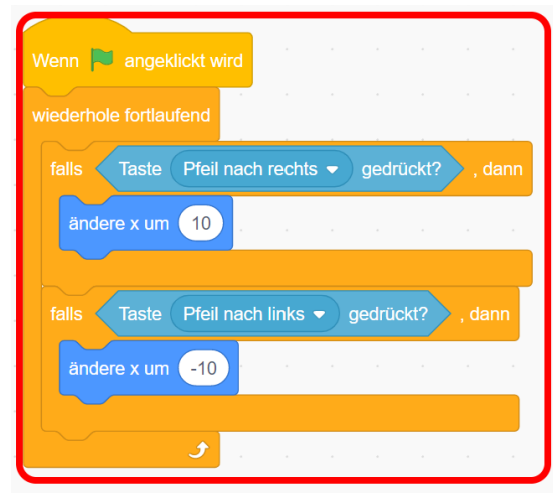 Wenn angeklickt wird
wiederhole fortlaufend
falls Taste Pfeil nach rechts gedrückt? , dann
ändere x um 10
falls Taste Pfeil nach links gedrückt? , dann
ändere x um -10